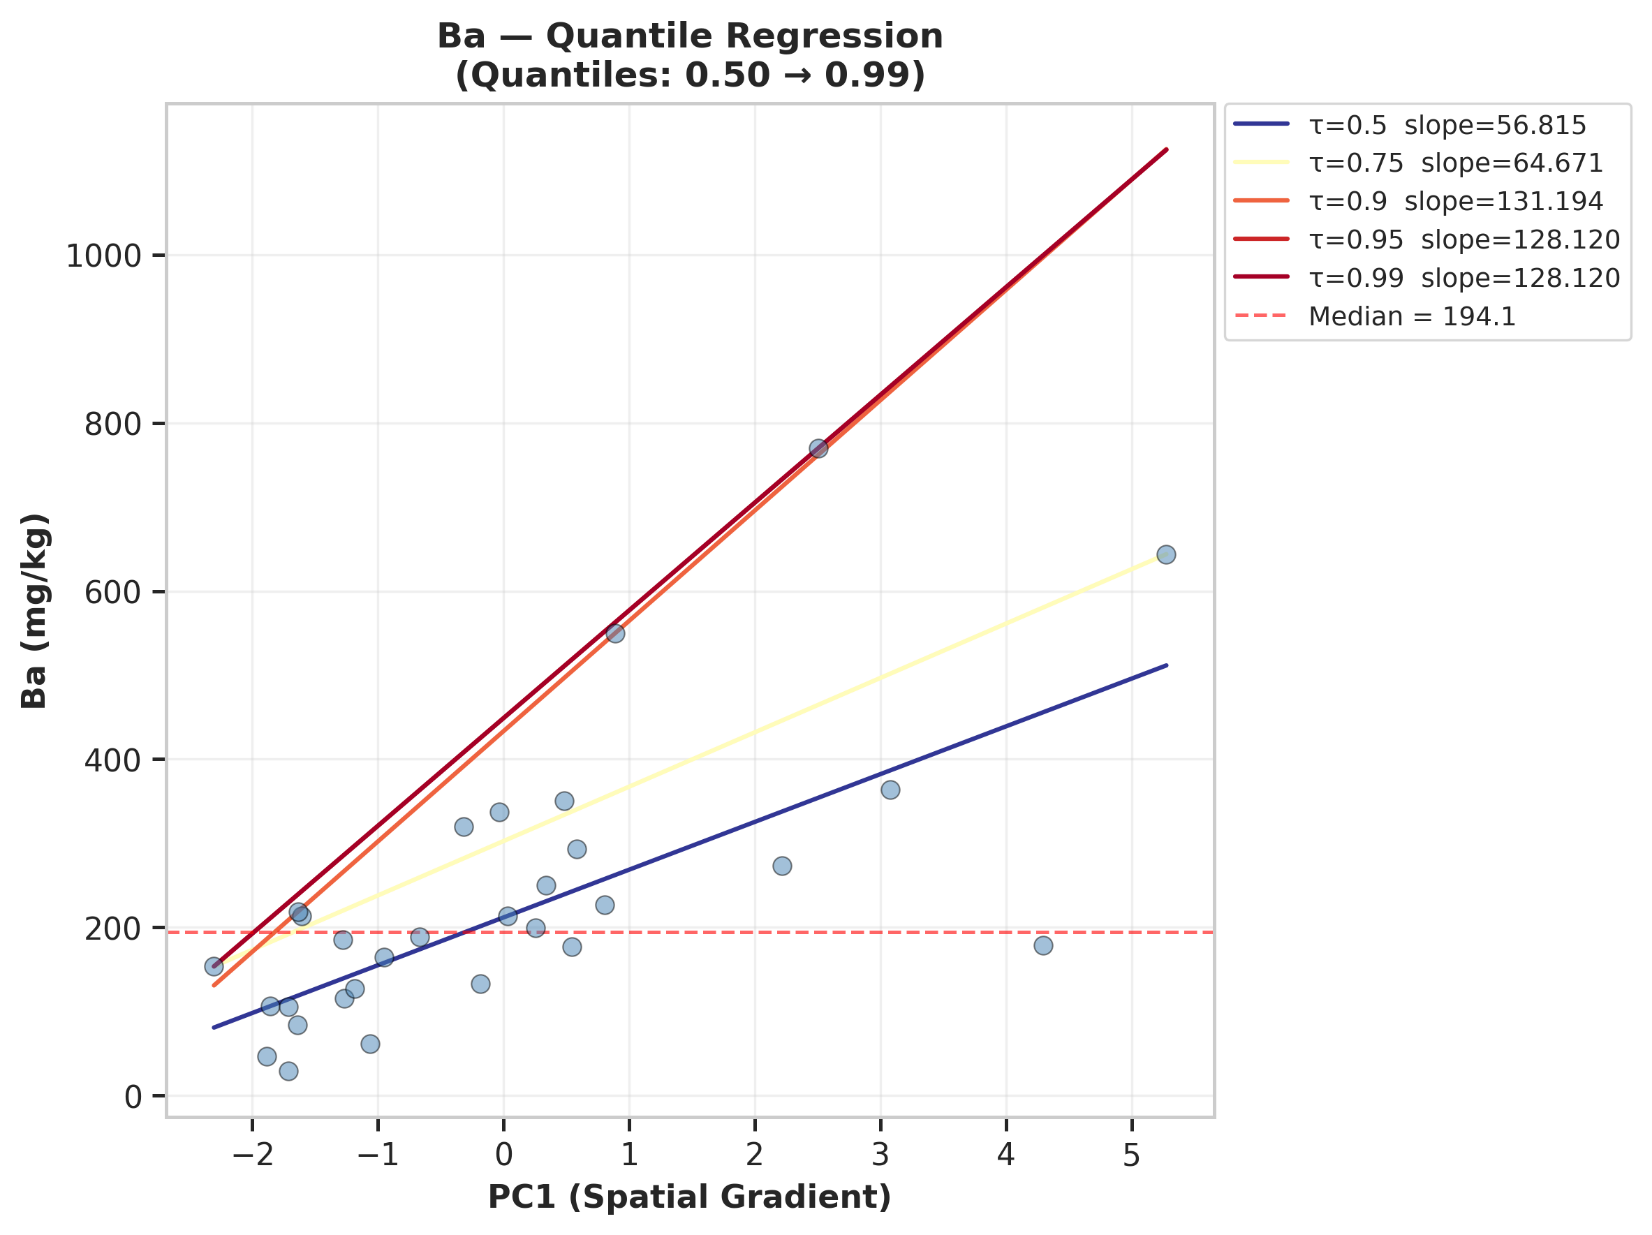 Ba — Quantile Regression
(Quantiles: 0.50 → 0.99)
τ=0.5  slope=56.815
τ=0.75  slope=64.671
τ=0.9  slope=131.194
τ=0.95  slope=128.120
τ=0.99  slope=128.120
Median = 194.1
Ba (mg/kg)
1000
800
600
400
200
0
−2
−1
0
1
2
3
4
5
PC1 (Spatial Gradient)